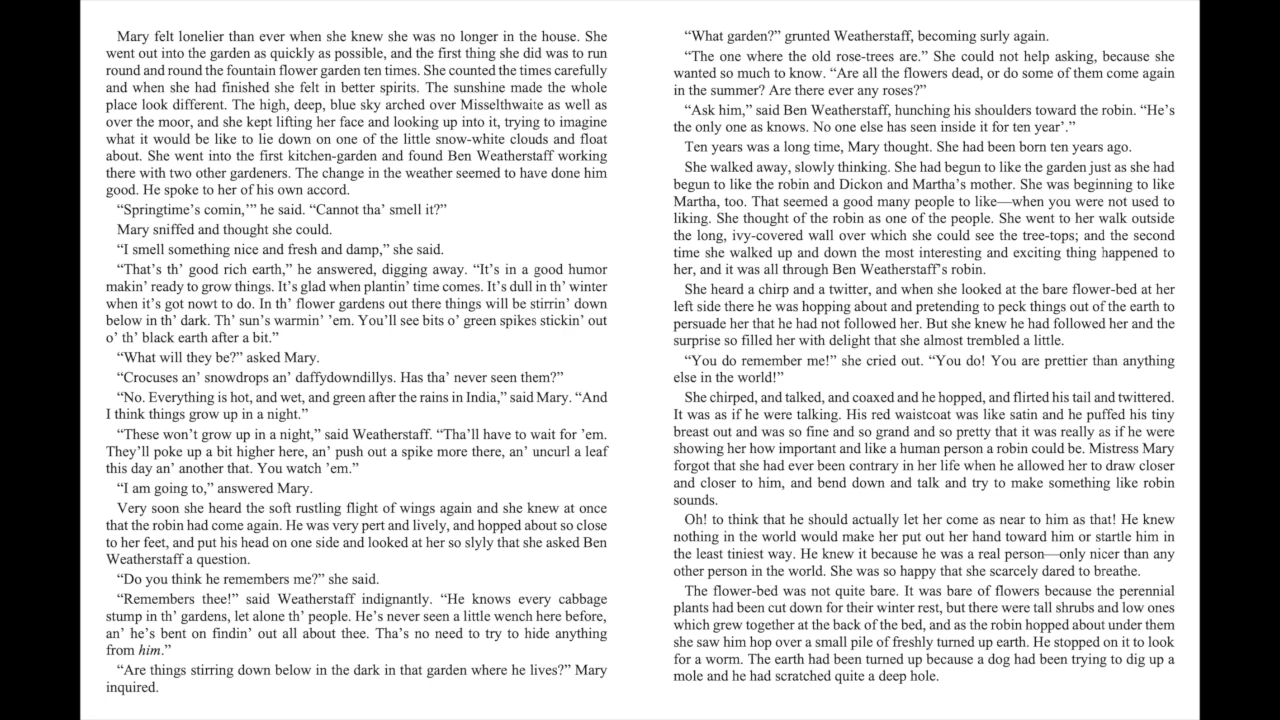 Mary felt lonelier than ever when she knew she was no longer in the house. She
went out into the garden as quickly as possible, and the first thing she did was to run
round and round the fountain flower garden ten times. She counted the times carefully
and when she had finished she felt in better spirits. The sunshine made the whole
place look different. The high, deep, blue sky arched over Misselthwaite as well as
over the moor, and she kept lifting her face and looking up into it, trying to imagine
what it would be like to lie down on one of the little snow-white clouds and float
about. She went into the first kitchen-garden and found Ben Weatherstaff working
there with two other gardeners. The change in the weather seemed to have done him
good. He spoke to her of his own accord.
“Springtime’s comin,’” he said. “Cannot tha’ smell it?”
Mary sniffed and thought she could.
“I smell something nice and fresh and damp,” she said.
“That’s th’ good rich earth,” he answered, digging away. “It’s in a good humor
makin’ ready to grow things. It’s glad when plantin’ time comes. It’s dull in th’ winter
when it’s got nowt to do. In th’ flower gardens out there things will be stirrin’ down
below in th’ dark. Th’ sun’s warmin’ ’em. You’ll see bits o’ green spikes stickin’ out
o’ th’ black earth after a bit.”
“What will they be?” asked Mary.
“Crocuses an’ snowdrops an’ daffydowndillys. Has tha’ never seen them?”
“No. Everything is hot, and wet, and green after the rains in India,” said Mary. “And
I think things grow up in a night.”
“These won’t grow up in a night,” said Weatherstaff. “Tha’ll have to wait for ’em.
They’ll poke up a bit higher here, an’ push out a spike more there, an’ uncurl a leaf
this day an’ another that. You watch ’em.”
“I am going to,” answered Mary.
Very soon she heard the soft rustling flight of wings again and she knew at once
that the robin had come again. He was very pert and lively, and hopped about so close
to her feet, and put his head on one side and looked at her so slyly that she asked Ben
Weatherstaff a question.
“Do you think he remembers me?” she said.
“Remembers thee!” said Weatherstaff indignantly. “He knows every cabbage
stump in th’ gardens, let alone th’ people. He’s never seen a little wench here before,
an’ he’s bent on findin’ out all about thee. Tha’s no need to try to hide anything
from him.”
“Are things stirring down below in the dark in that garden where he lives?” Mary
inquired.
“What garden?” grunted Weatherstaff, becoming surly again.
“The one where the old rose-trees are.” She could not help asking, because she
wanted so much to know. “Are all the flowers dead, or do some of them come again
in the summer? Are there ever any roses?”
“Ask him,” said Ben Weatherstaff, hunching his shoulders toward the robin. “He’s
the only one as knows. No one else has seen inside it for ten year’.”
Ten years was a long time, Mary thought. She had been born ten years ago.
She walked away, slowly thinking. She had begun to like the garden just as she had
begun to like the robin and Dickon and Martha’s mother. She was beginning to like
Martha, too. That seemed a good many people to like—when you were not used to
liking. She thought of the robin as one of the people. She went to her walk outside
the long, ivy-covered wall over which she could see the tree-tops; and the second
time she walked up and down the most interesting and exciting thing happened to
her, and it was all through Ben Weatherstaff’s robin.
She heard a chirp and a twitter, and when she looked at the bare flower-bed at her
left side there he was hopping about and pretending to peck things out of the earth to
persuade her that he had not followed her. But she knew he had followed her and the
surprise so filled her with delight that she almost trembled a little.
“You do remember me!” she cried out. “You do! You are prettier than anything
else in the world!”
She chirped, and talked, and coaxed and he hopped, and flirted his tail and twittered.
It was as if he were talking. His red waistcoat was like satin and he puffed his tiny
breast out and was so fine and so grand and so pretty that it was really as if he were
showing her how important and like a human person a robin could be. Mistress Mary
forgot that she had ever been contrary in her life when he allowed her to draw closer
and closer to him, and bend down and talk and try to make something like robin
sounds.
Oh! to think that he should actually let her come as near to him as that! He knew
nothing in the world would make her put out her hand toward him or startle him in
the least tiniest way. He knew it because he was a real person—only nicer than any
other person in the world. She was so happy that she scarcely dared to breathe.
The flower-bed was not quite bare. It was bare of flowers because the perennial
plants had been cut down for their winter rest, but there were tall shrubs and low ones
which grew together at the back of the bed, and as the robin hopped about under them
she saw him hop over a small pile of freshly turned up earth. He stopped on it to look
for a worm. The earth had been turned up because a dog had been trying to dig up a
mole and he had scratched quite a deep hole.